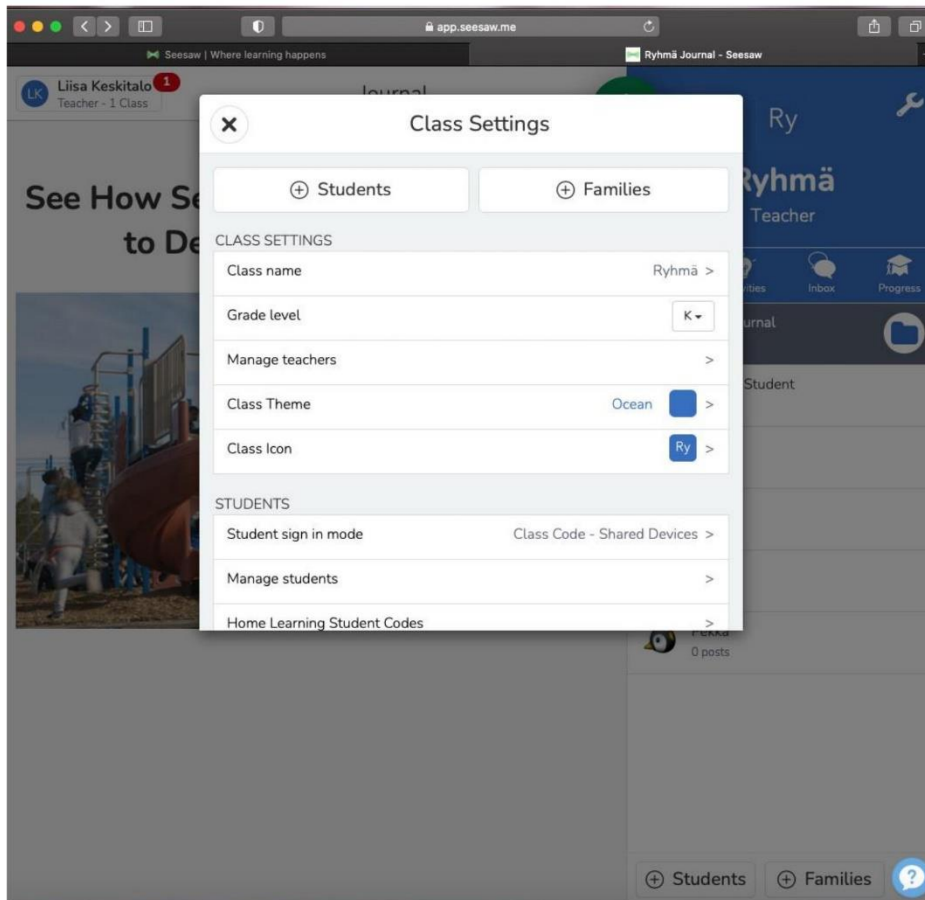 app.seesaw.me
Seesaw | Where learning happens
Ryhmä Journal - Seesaw
LK
Liisa Keskitalo
1
Teacher - 1 Class
Journal
Ry
Ryhmä
Teacher
Inbox
Progress
See How
to
Student
Class Settings
Students
Families
CLASS SETTINGS
Class name Ryhmä >
Grade level K
Manage teachers >
Class Theme Ocean >
Class Icon Ry >
STUDENTS
Student sign in mode Class Code - Shared Devices >
Manage students >
Home Learning Student Codes >
Pekka
0 posts
Students
Families
?